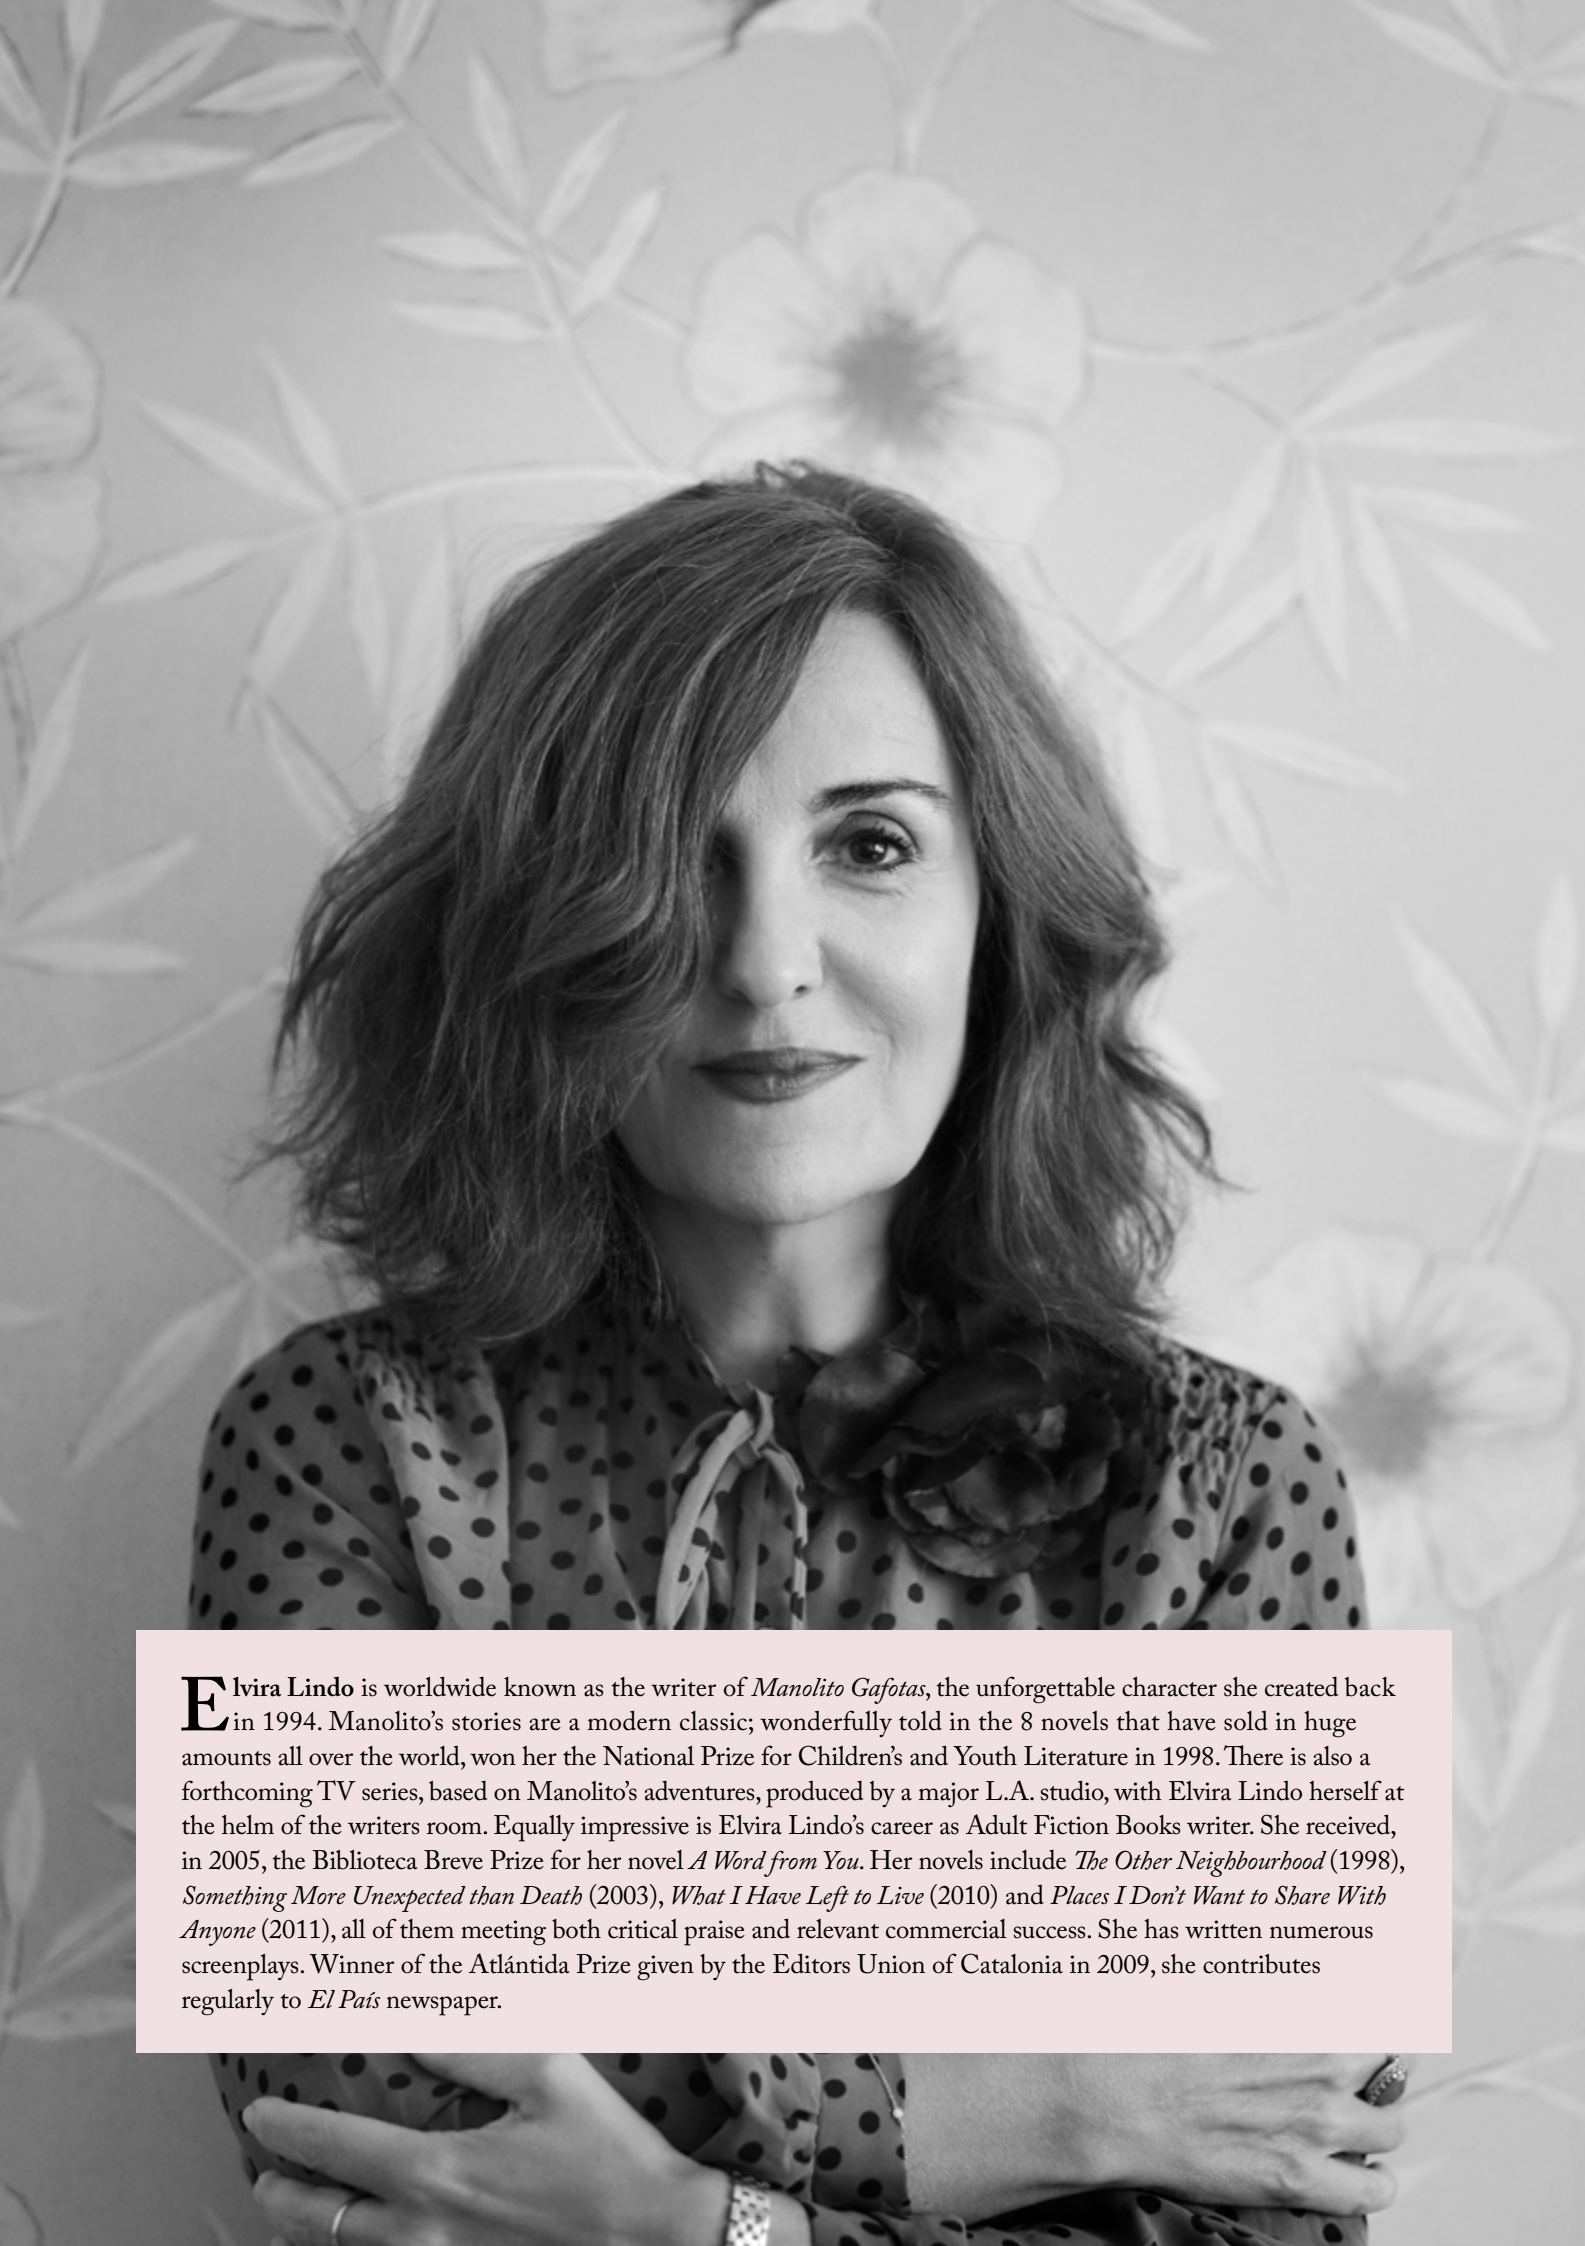 Elvira Lindo is worldwide known as the writer of Manolito Gafotas, the unforgettable character she created back
in 1994. Manolito’s stories are a modern classic; wonderfully told in the 8 novels that have sold in huge
amounts all over the world, won her the National Prize for Children’s and Youth Literature in 1998. There is also a
forthcoming TV series, based on Manolito’s adventures, produced by a major L.A. studio, with Elvira Lindo herself at
the helm of the writers room. Equally impressive is Elvira Lindo’s career as Adult Fiction Books writer. She received,
in 2005, the Biblioteca Breve Prize for her novel A Word from You. Her novels include The Other Neighbourhood (1998),
Something More Unexpected than Death (2003), What I Have Left to Live (2010) and Places I Don’t Want to Share With
Anyone (2011), all of them meeting both critical praise and relevant commercial success. She has written numerous
screenplays. Winner of the Atlántida Prize given by the Editors Union of Catalonia in 2009, she contributes
regularly to El País newspaper.